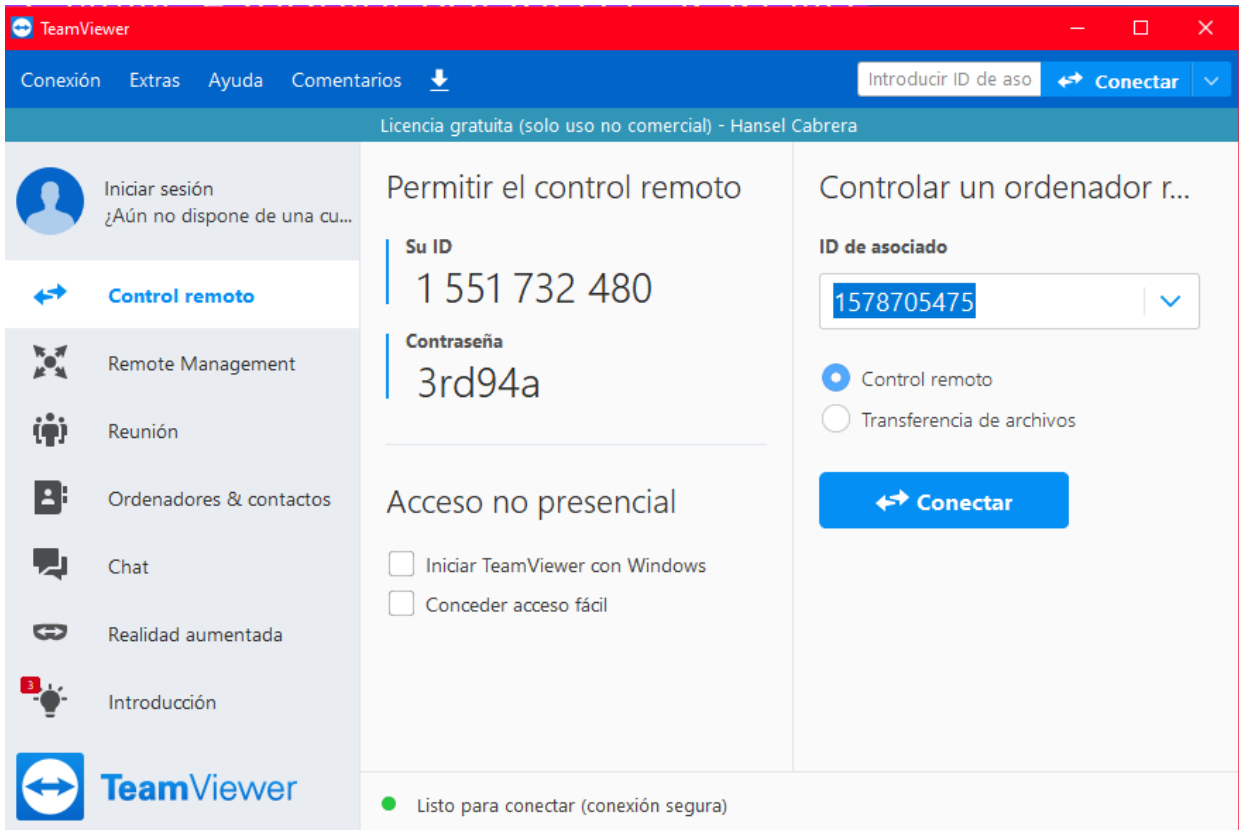 TeamViewer
Conexión Extras Ayuda Comentarios
Introducir ID de aso
Conectar
Licencia gratuita (solo uso no comercial) - Hansel Cabrera
Iniciar sesión
¿Aún no dispone de una cu...
Control remoto
Remote Management
Reunión
Ordenadores & contactos
Chat
Realidad aumentada
3
Introducción
TeamViewer
Permitir el control remoto
Su ID
1 551 732 480
Contraseña
3rd94a
Acceso no presencial
Iniciar TeamViewer con Windows
Conceder acceso fácil
Controlar un ordenador r...
ID de asociado
1578705475
Control remoto
Transferencia de archivos
Conectar
Listo para conectar (conexión segura)